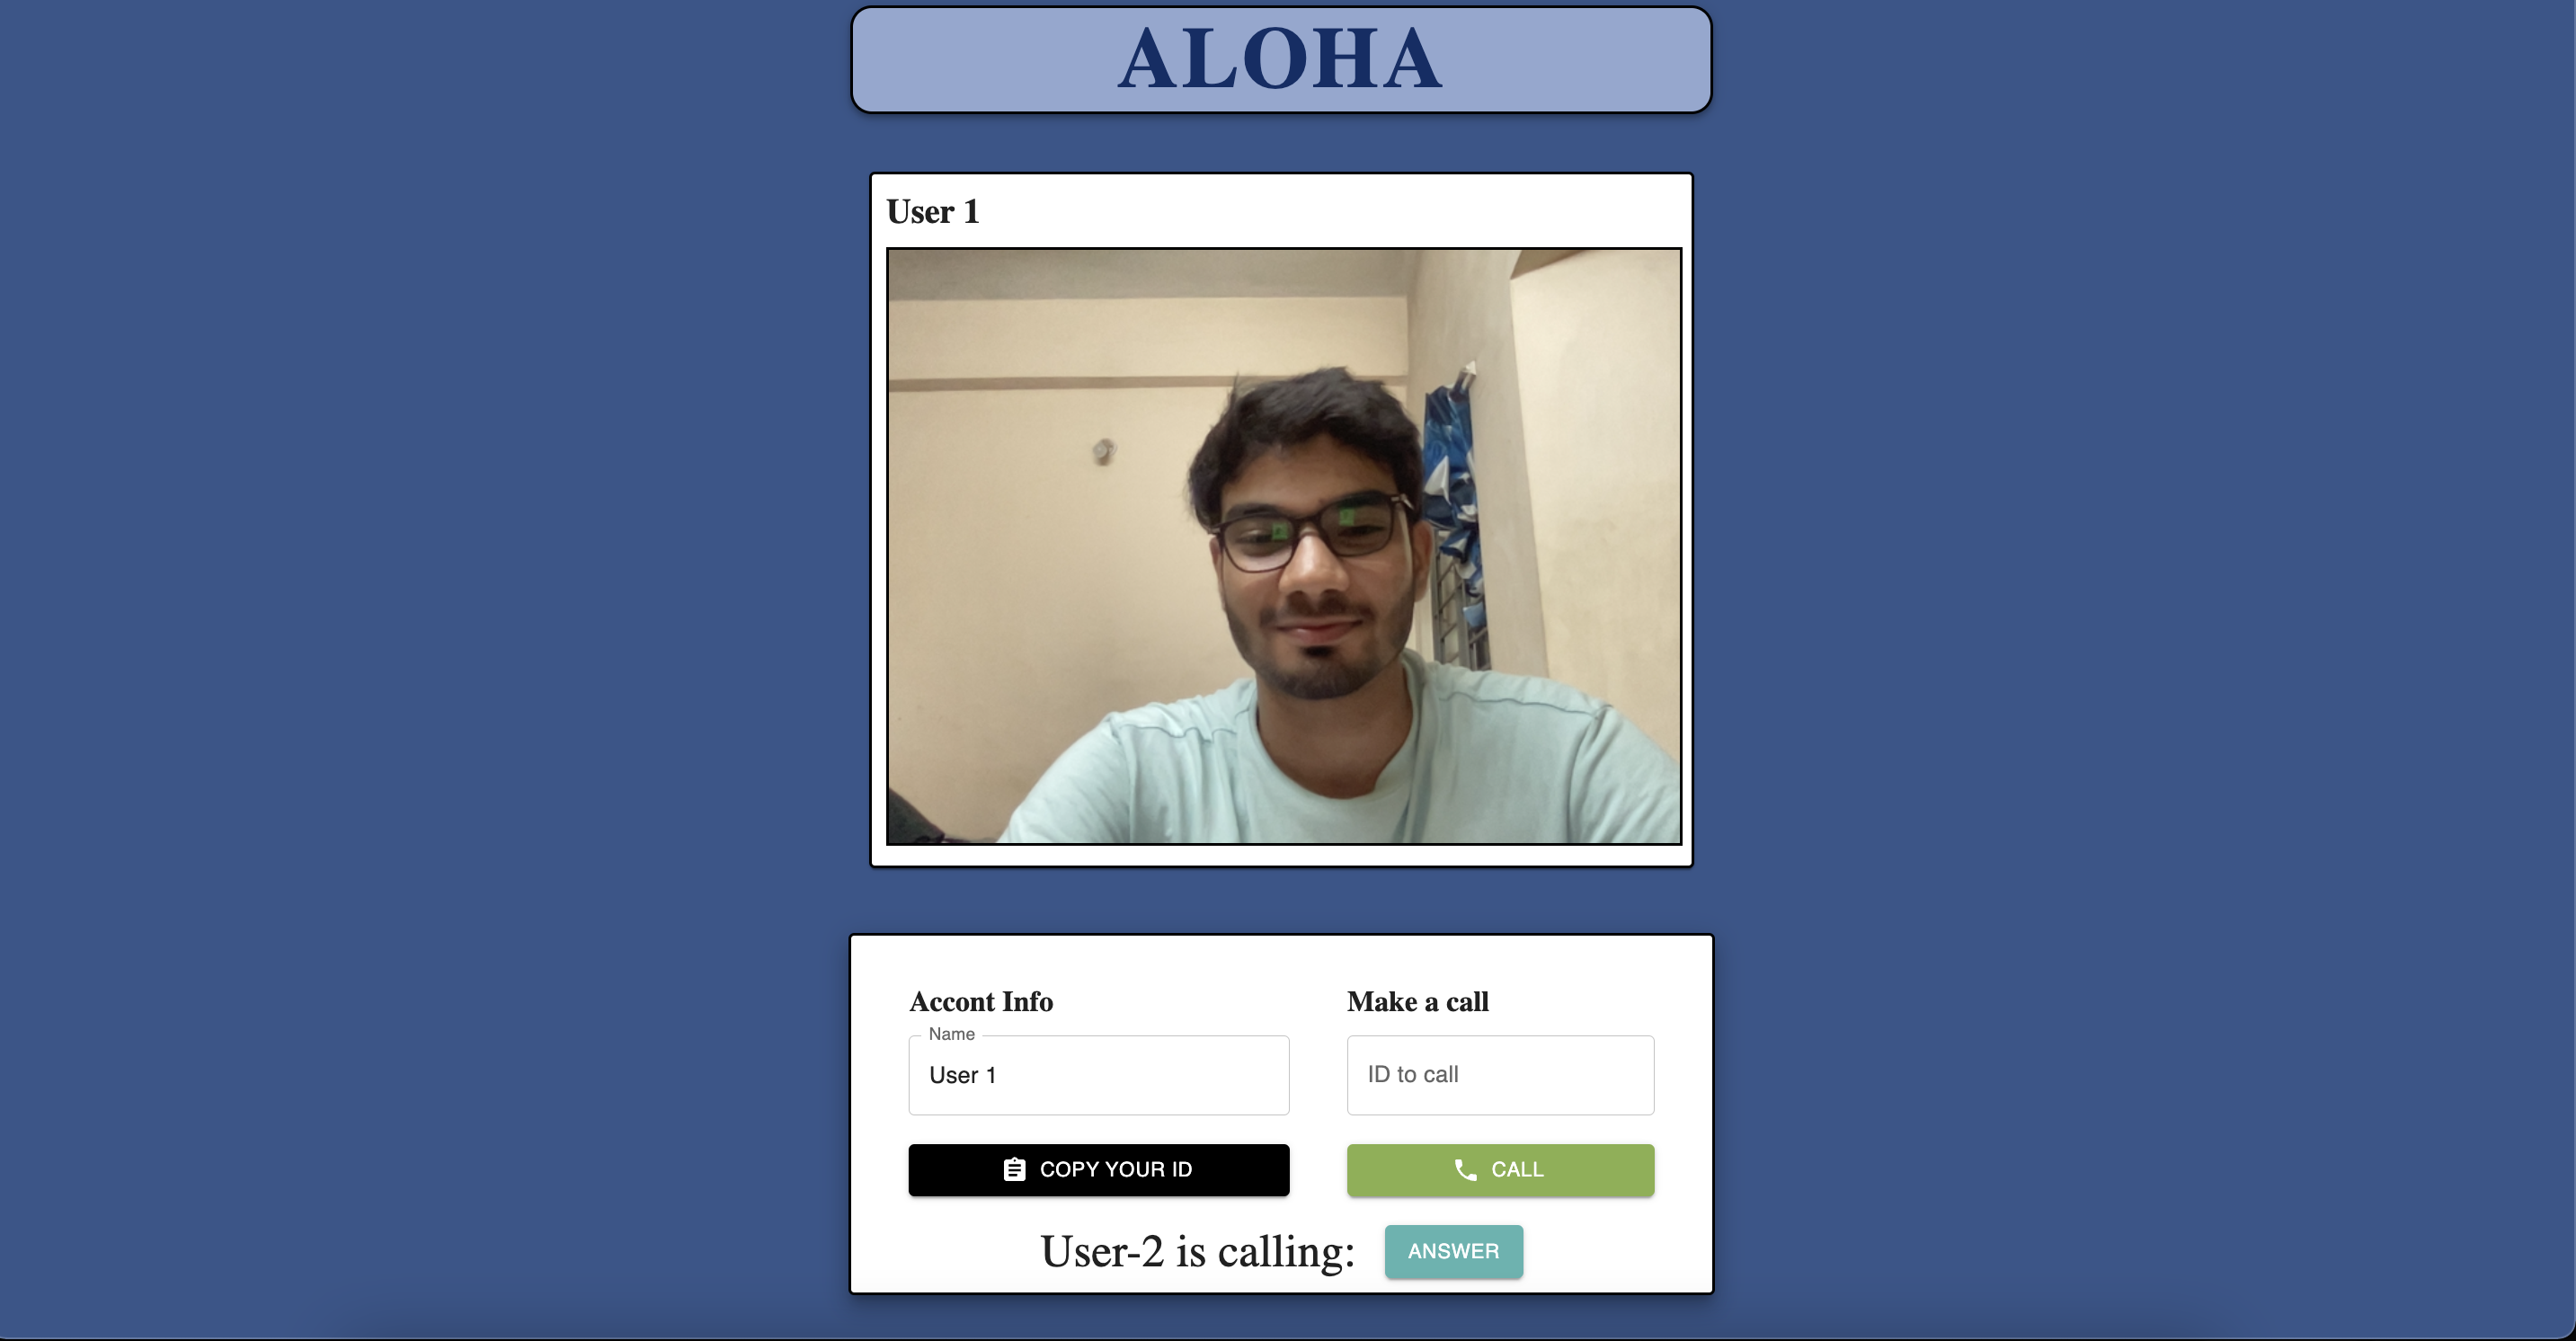 ALOHA
User 1
Accont Info
Make a call
Name
User 1
ID to call
COPY YOUR ID
CALL
User-2 is calling:
ANSWER